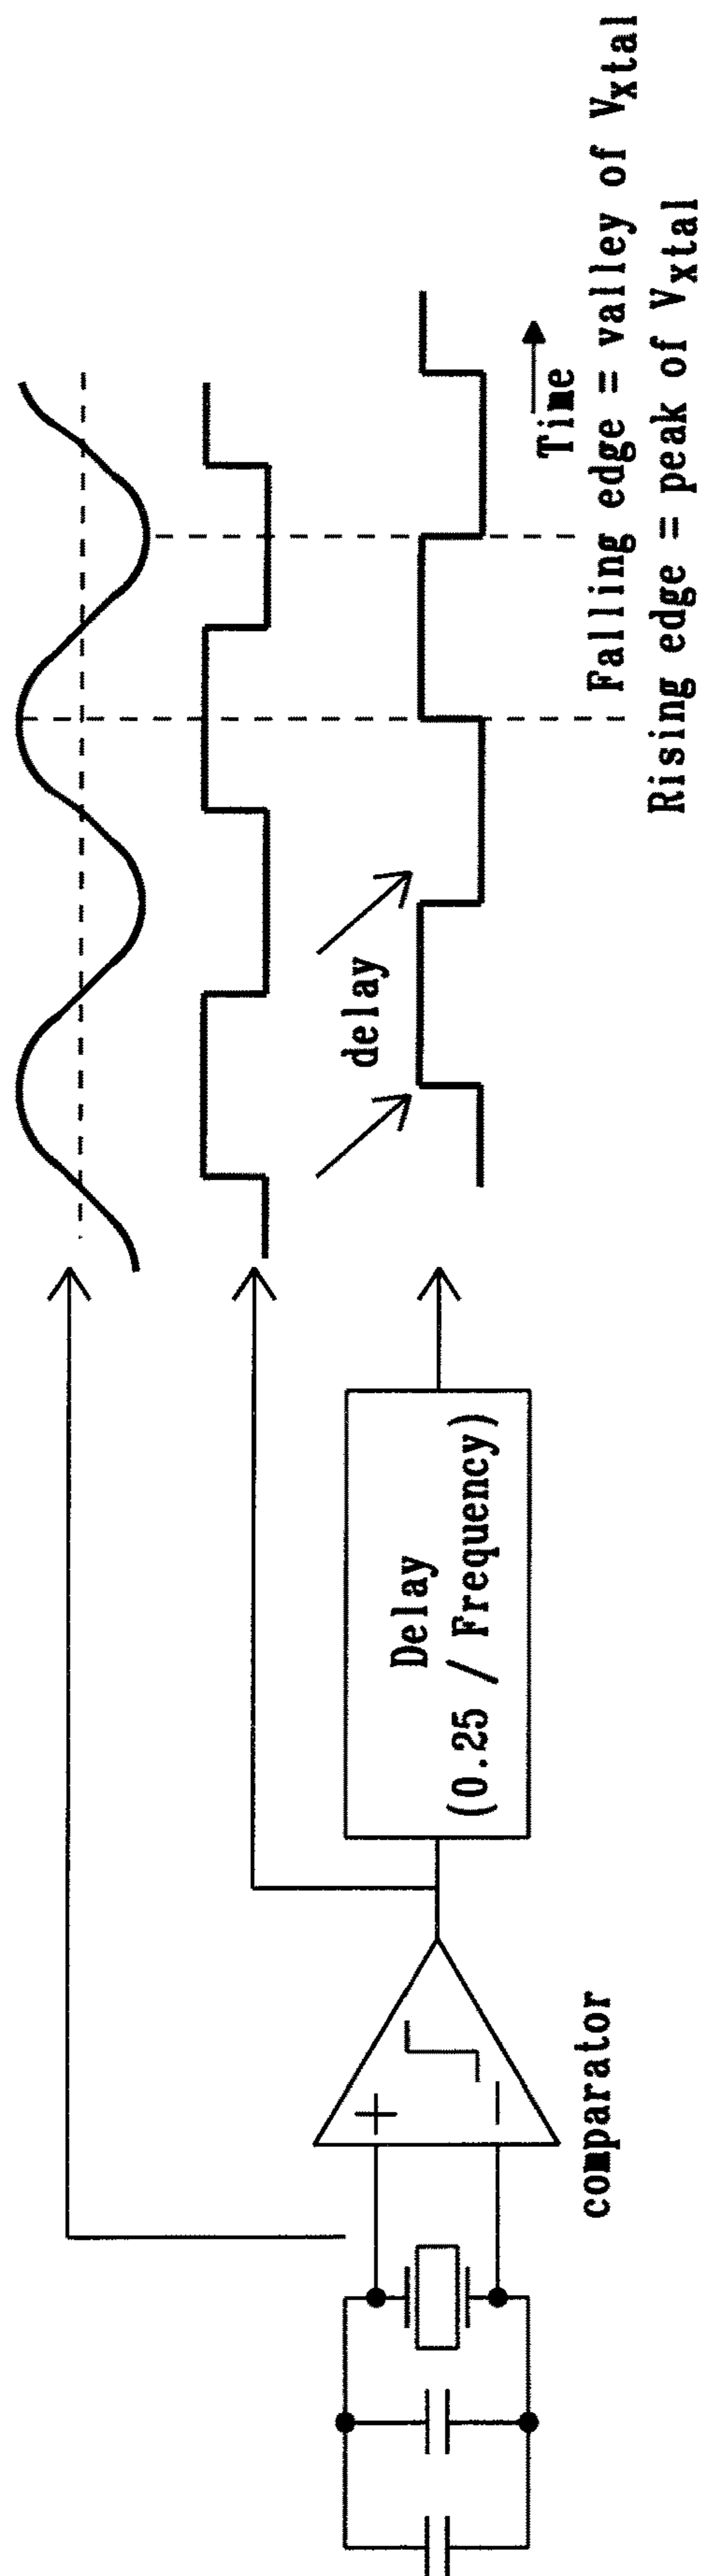 delay
Time
Falling edge = valley of Vxtal
Rising edge = peak of Vxtal
Delay
(0.25 / Frequency)
+
−
comparator